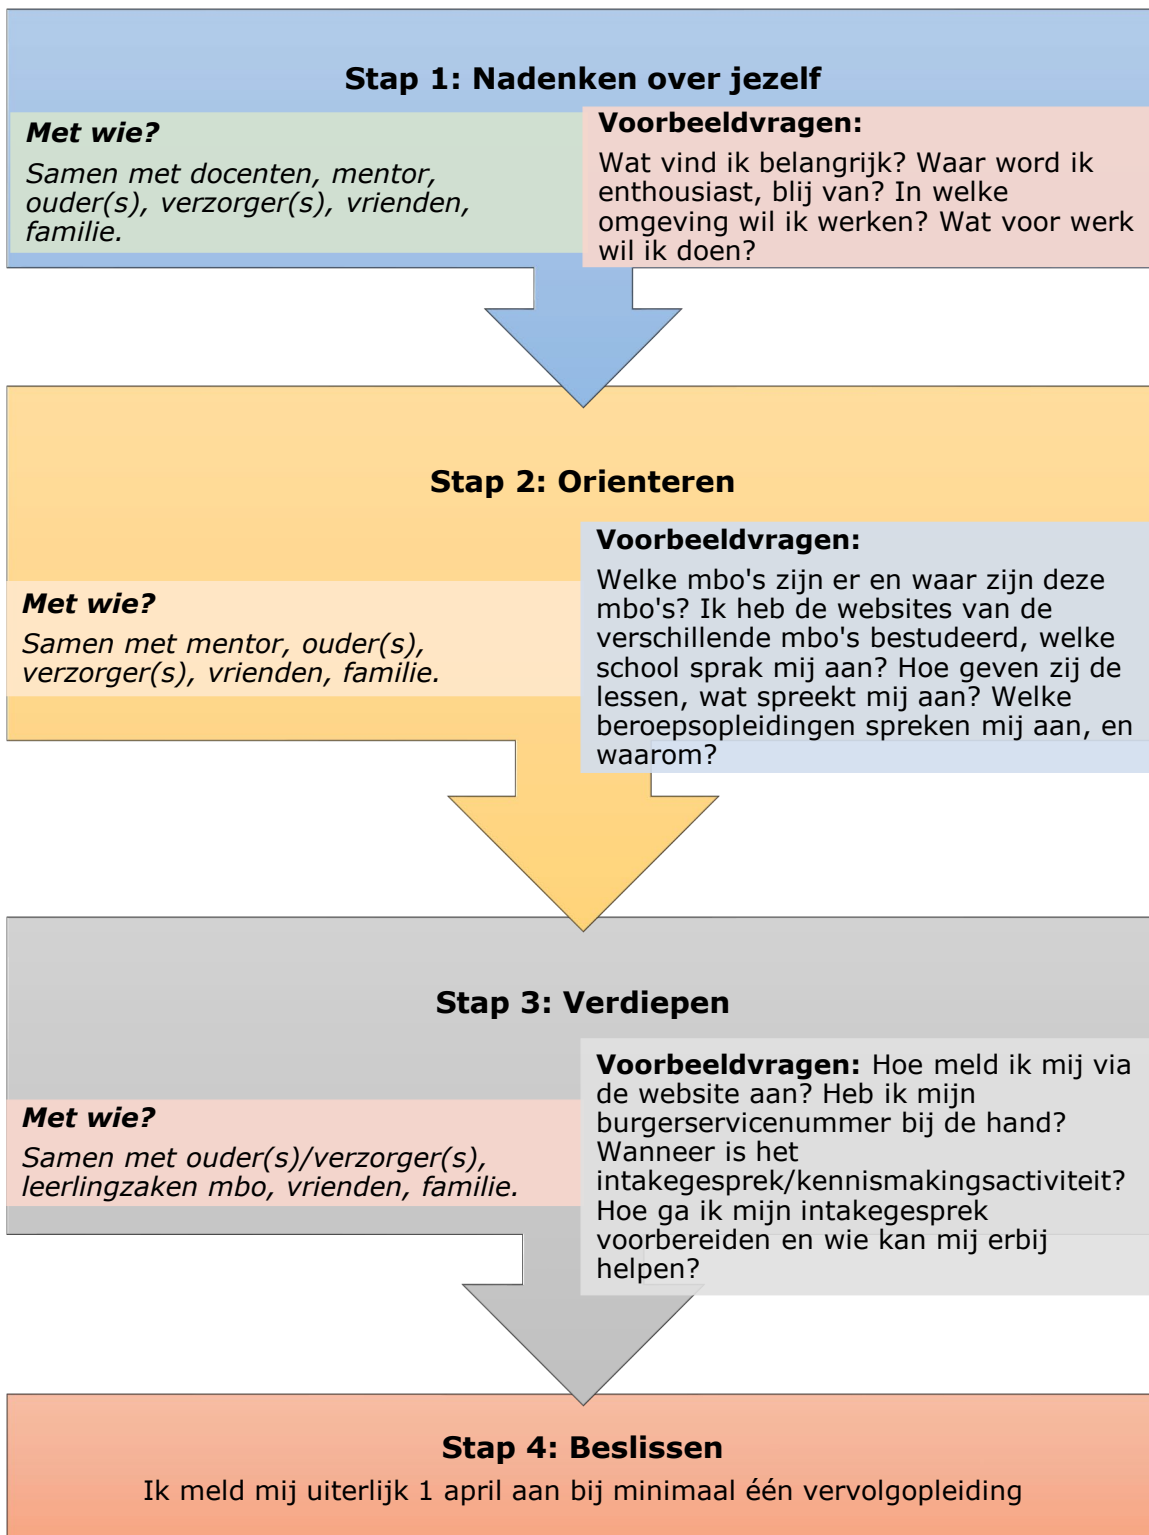 Stap 1: Nadenken over jezelf
Met wie?
Samen met docenten, mentor,
ouder(s), verzorger(s), vrienden,
familie.
Voorbeeldvragen:
Wat vind ik belangrijk? Waar word ik
enthousiast, blij van? In welke
omgeving wil ik werken? Wat voor werk
wil ik doen?
Stap 2: Orienteren
Met wie?
Samen met mentor, ouder(s),
verzorger(s), vrienden, familie.
Voorbeeldvragen:
Welke mbo's zijn er en waar zijn deze
mbo's? Ik heb de websites van de
verschillende mbo's bestudeerd, welke
school sprak mij aan? Hoe geven zij de
lessen, wat spreekt mij aan? Welke
beroepsopleidingen spreken mij aan, en
waarom?
Stap 3: Verdiepen
Met wie?
Samen met ouder(s)/verzorger(s),
leerlingzaken mbo, vrienden, familie.
Voorbeeldvragen: Hoe meld ik mij via
de website aan? Heb ik mijn
burgerservicenummer bij de hand?
Wanneer is het
intakegesprek/kennismakingsactiviteit?
Hoe ga ik mijn intakegesprek
voorbereiden en wie kan mij erbij
helpen?
Stap 4: Beslissen
Ik meld mij uiterlijk 1 april aan bij minimaal één vervolgopleiding